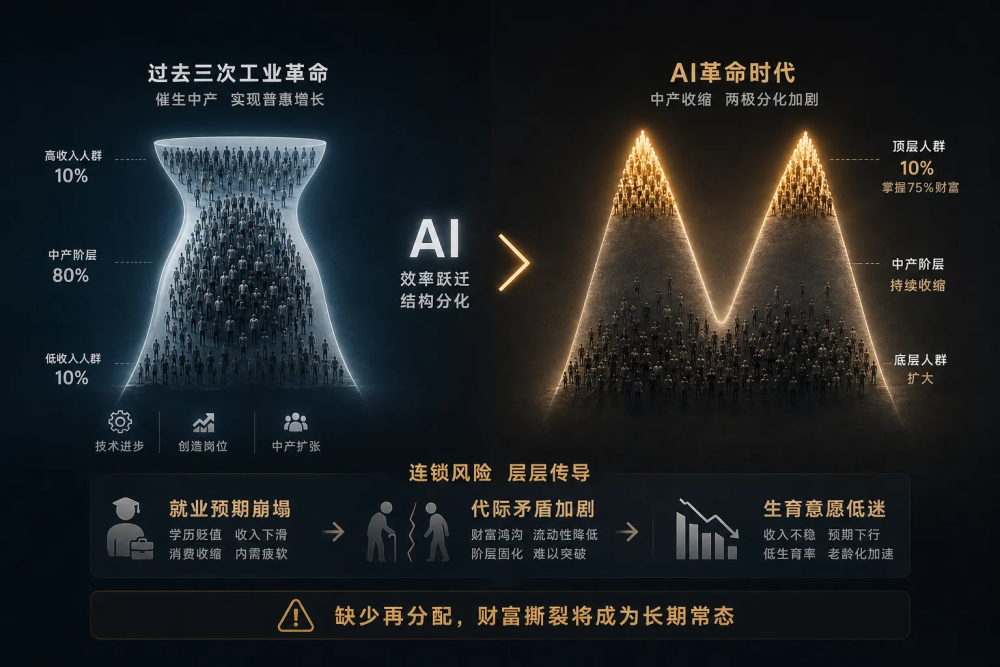 过去三次工业革命
催生中产 实现普惠增长
高收入人群
10%
中产阶层
80%
低收入人群
10%
技术进步
创造岗位
中产扩张
AI
效率跃迁
结构分化
AI革命时代
中产收缩 两极分化加剧
顶层人群
10%
掌握75%财富
中产阶层
持续收缩
底层人群
扩大
连锁风险 层层传导
就业预期崩塌
学历贬值 收入下滑
消费收缩 内需疲软
代际矛盾加剧
财富鸿沟 流动性降低
阶层固化 难以突破
生育意愿低迷
收入不稳 预期下行
低生育率 老龄化加速
缺少再分配，财富撕裂将成为长期常态